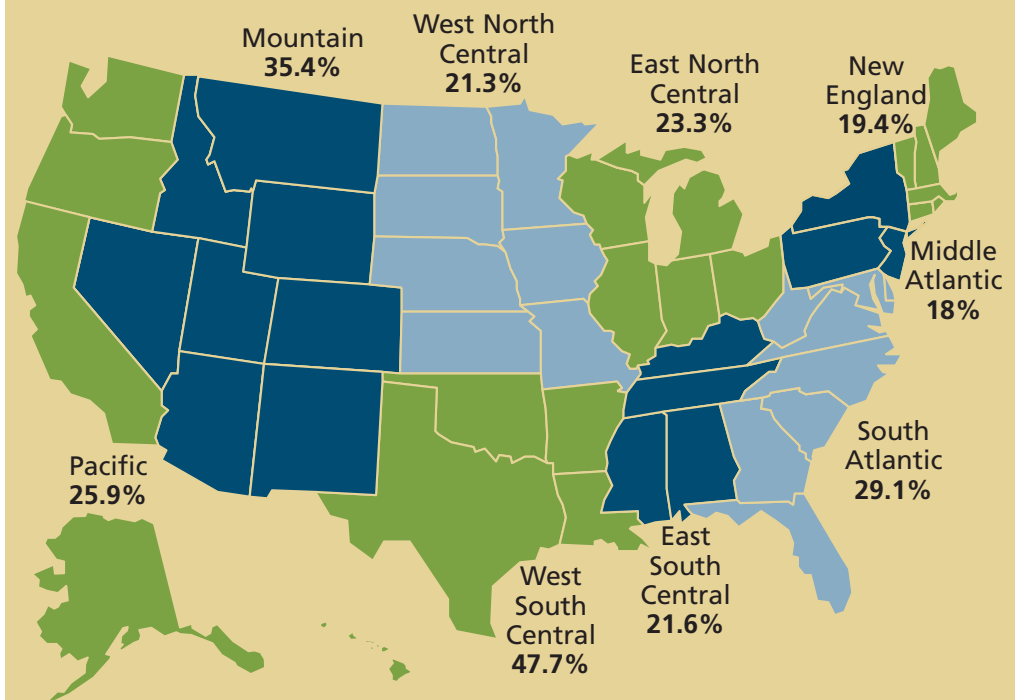 Mountain
35.4%
West North
Central
21.3%
East North
Central
23.3%
New
England
19.4%
Middle
Atlantic
18%
South
Atlantic
29.1%
East
South
Central
21.6%
West
South
Central
47.7%
Pacific
25.9%